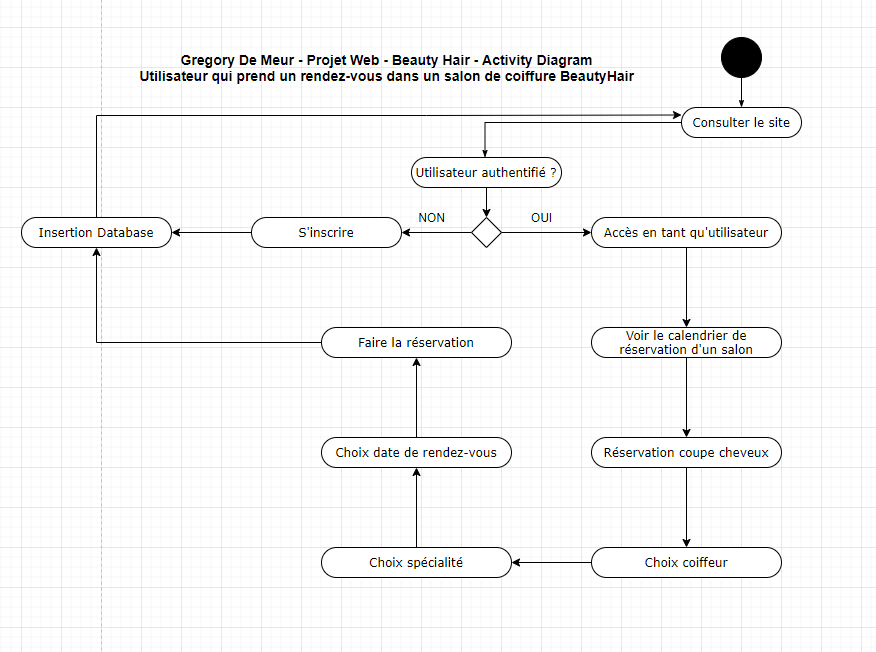 Gregory De Meur - Projet Web - Beauty Hair - Activity Diagram
Utilisateur qui prend un rendez-vous dans un salon de coiffure BeautyHair
Consulter le site
Utilisateur authentifié ?
NON
OUI
Insertion Database
S'inscrire
Accès en tant qu'utilisateur
Faire la réservation
Voir le calendrier de
réservation d'un salon
Choix date de rendez-vous
Réservation coupe cheveux
Choix spécialité
Choix coiffeur